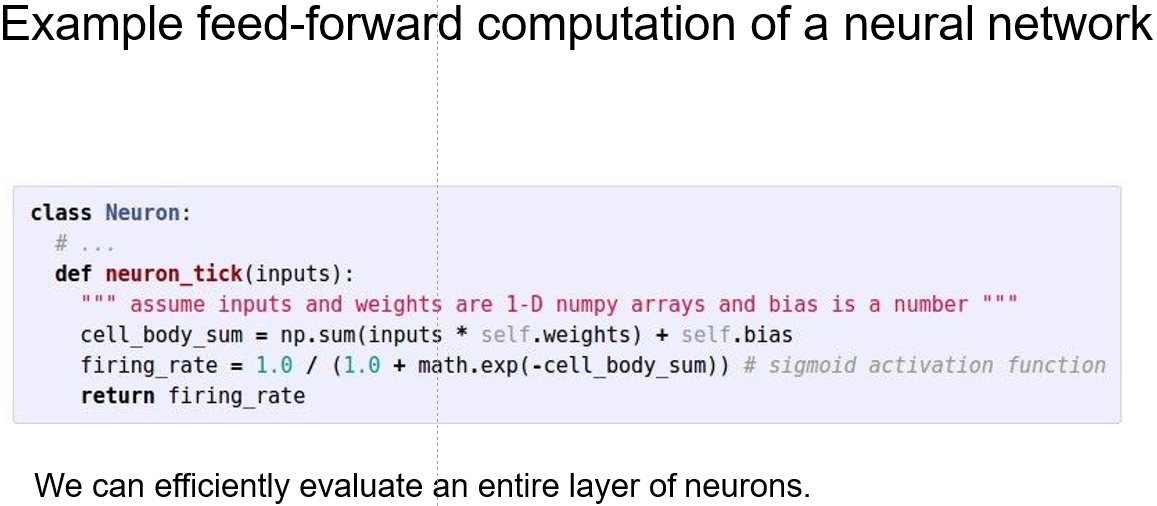 Example feed-forward computation of a neural network
class Neuron:
# ...
def neuron_tick(inputs):
""" assume inputs and weights are 1-D numpy arrays and bias is a number """
cell_body_sum = np.sum(inputs * self.weights) + self.bias
firing_rate = 1.0 / (1.0 + math.exp(-cell_body_sum)) # sigmoid activation function
return firing_rate
We can efficiently evaluate an entire layer of neurons.